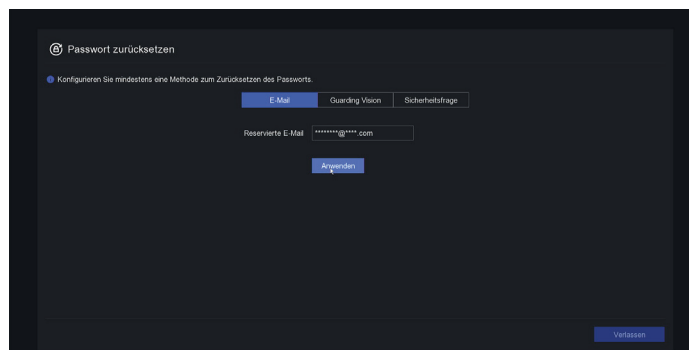 Passwort zurücksetzen
Konfigurieren Sie mindestens eine Methode zum Zurücksetzen des Passworts.
E-Mail Guarding Vision Sicherheitsfrage
Reservierte E-Mail ********@****.com
Anwenden
Verlassen